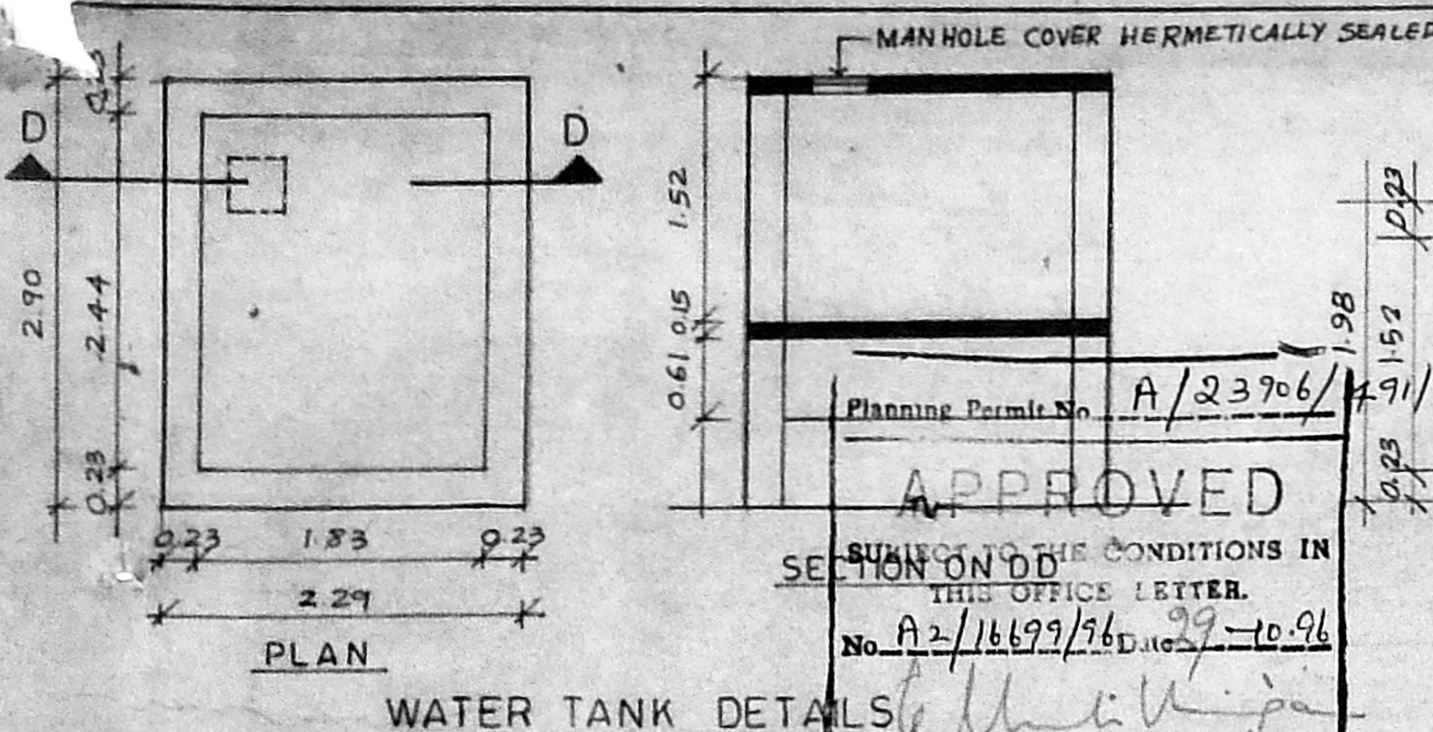 MANHOLE COVER HERMETICALLY SEALED
D
D
2.90
2.44
0.23
0.23
1.83
0.23
2.29
PLAN
1.52
0.15
0.61
SECTION ON DD
0.23
1.98
1.52
0.23
Planning Permit No A/23906/491/
APPROVED
SUBJECT TO THE CONDITIONS IN
THIS OFFICE LETTER.
No A2/16699/96 Date 29-10.96
WATER TANK DETAILS